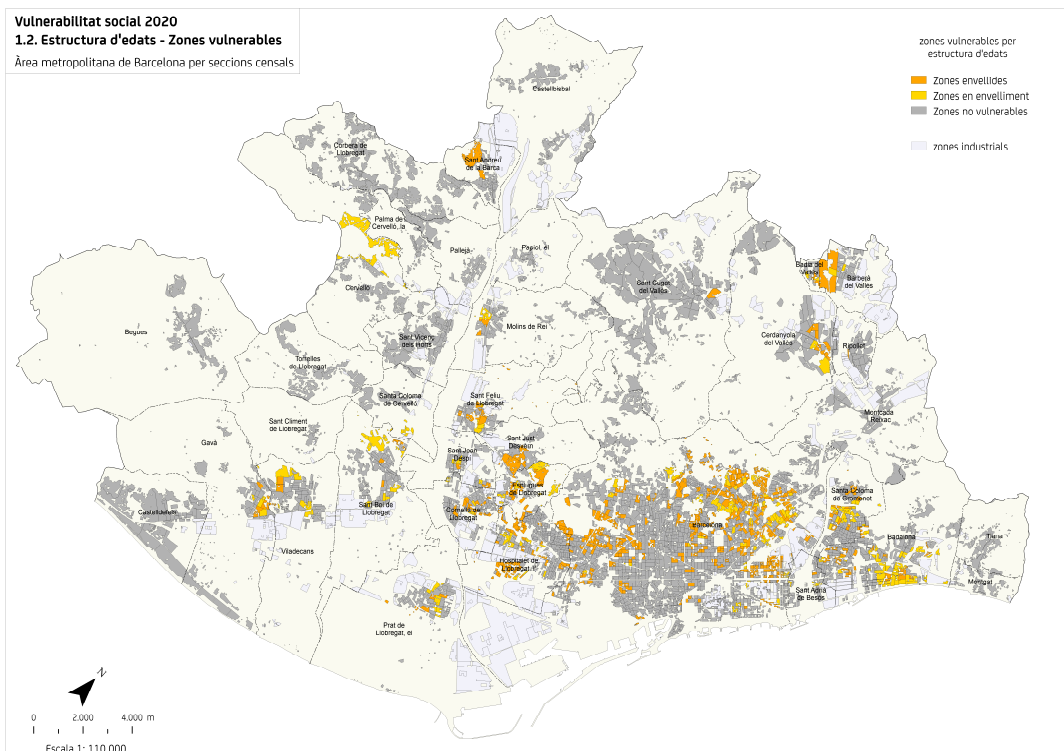 Vulnerabilitat social 2020
1.2. Estructura d'edats - Zones vulnerables
Àrea metropolitana de Barcelona per seccions censals
zones vulnerables per
estructura d'edats
Zones envellides
Zones en envelliment
Zones no vulnerables
zones industrials
Castellbisbal
Corbera de
Llobregat
Sant Andreu
de la Barca
Palma de
Cervelló, la
Pallejà
Papiol, el
Cervelló
Sant Cugat
del Vallès
Badia del
Vallès
Barberà
del Vallès
Begues
Molins de Rei
Sant Vicenç
dels Horts
Cerdanyola
del Vallès
Ripollet
Torrelles
de Llobregat
Santa Coloma
de Cervelló
Sant Feliu
de Llobregat
Montcada
Reixac
Sant Climent
de Llobregat
Gavà
Sant Just
Desvern
Sant Joan
Despí
Esplugues
de Llobregat
Santa Coloma
de Gramenet
Castelldefels
Sant Boi de
Llobregat
Cornellà de
Llobregat
Barcelona
Badalona
Tiana
Viladecans
Hospitalet de
Llobregat, l'
Montgat
Sant Adrià
de Besòs
Prat de
Llobregat, el
N
0 2.000 4.000 m
Escala 1: 110.000